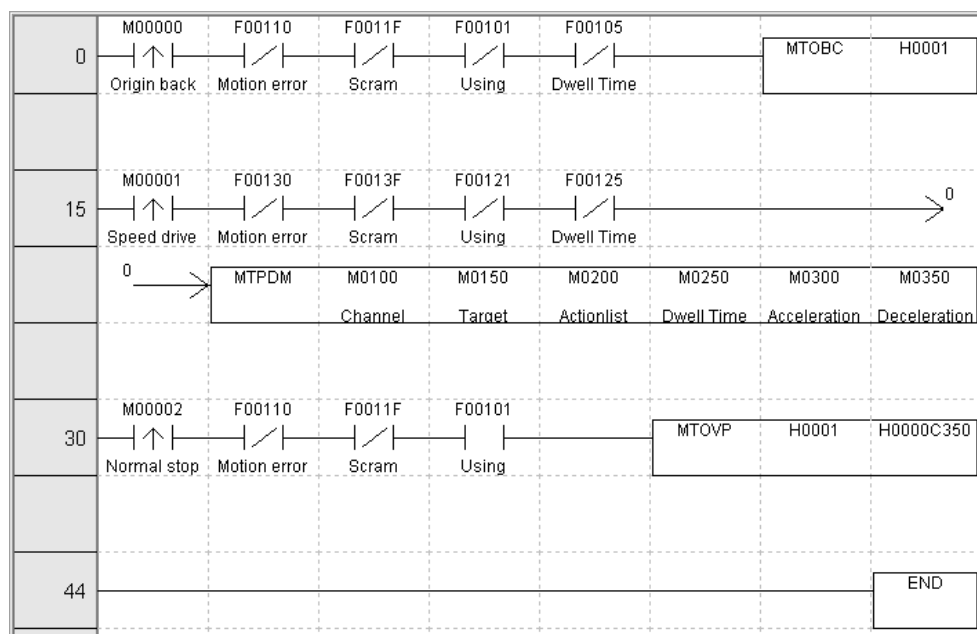 M00000 F00110 F0011F F00101 F00105
0 MTOBC H0001
Origin back Motion error Scram Using Dwell Time
M00001 F00130 F0013F F00121 F00125
15 0
Speed drive Motion error Scram Using Dwell Time
0 MTPDM M0100 M0150 M0200 M0250 M0300 M0350
Channel Target Actionlist Dwell Time Acceleration Deceleration
M00002 F00110 F0011F F00101
30 MTOVP H0001 H0000C350
Normal stop Motion error Scram Using
44 END